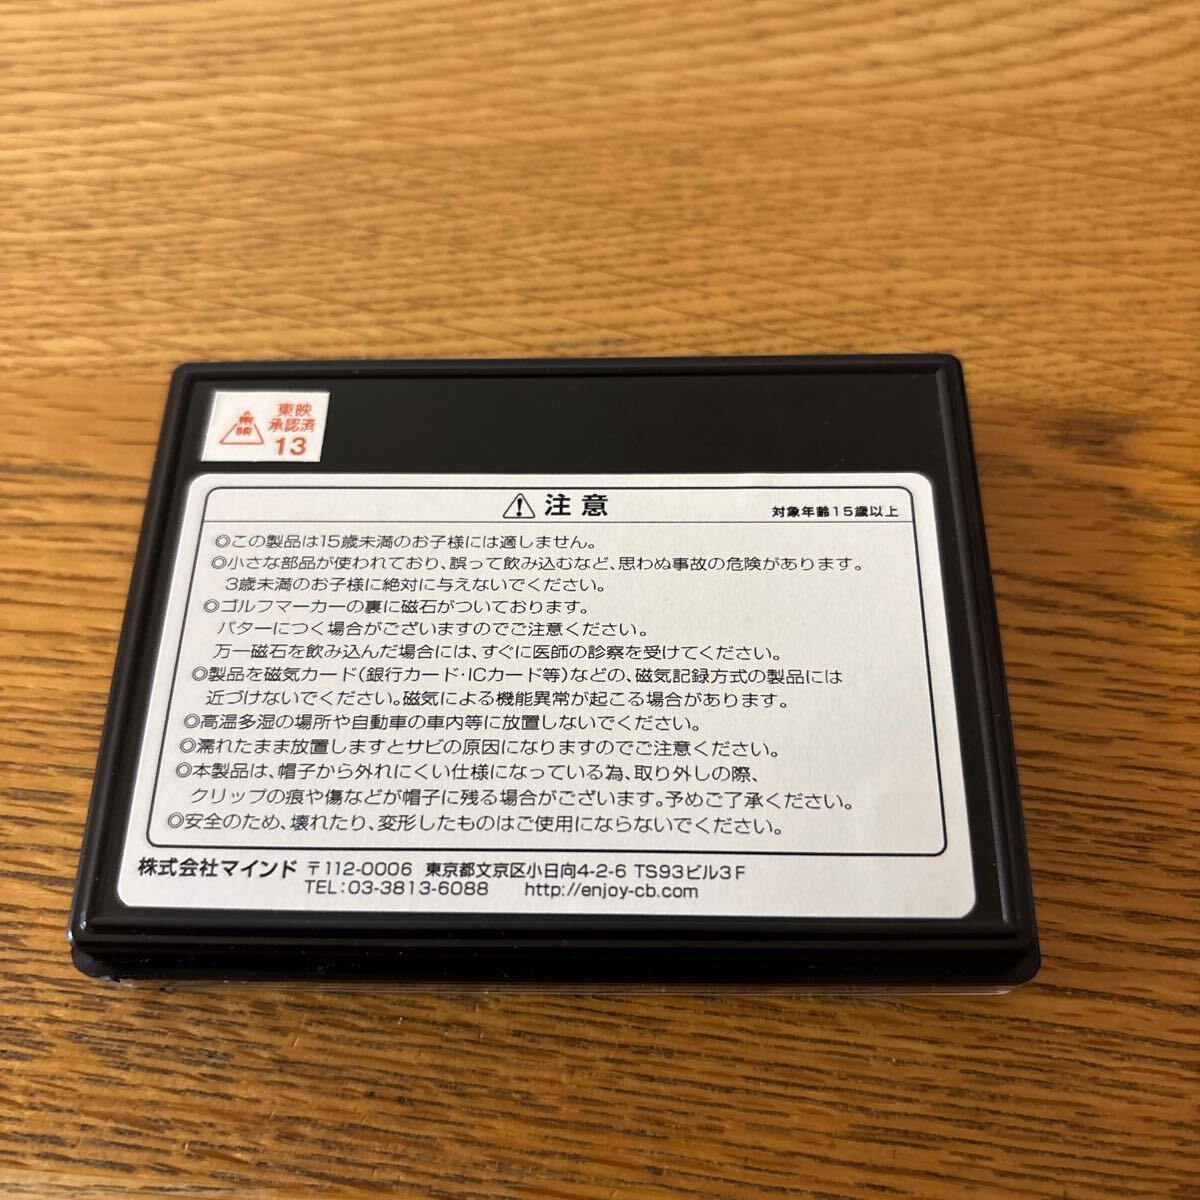 東映
東映
承認済
13
注意
対象年齢15歳以上
◎この製品は15歳未満のお子様には適しません。
◎小さな部品が使われており、誤って飲み込むなど、思わぬ事故の危険があります。
3歳未満のお子様に絶対に与えないでください。
◎ゴルフマーカーの裏に磁石がついております。
パターにつく場合がございますのでご注意ください。
万一磁石を飲み込んだ場合には、すぐに医師の診察を受けてください。
◎製品を磁気カード(銀行カード・ICカード等)などの、磁気記録方式の製品には
近づけないでください。磁気による機能異常が起こる場合があります。
◎高温多湿の場所や自動車の車内等に放置しないでください。
◎濡れたまま放置しますとサビの原因になりますのでご注意ください。
◎本製品は、帽子から外れにくい仕様になっている為、取り外しの際、
クリップの痕や傷などが帽子に残る場合がございます。予めご了承ください。
◎安全のため、壊れたり、変形したものはご使用にならないでください。
株式会社マインド 〒112-0006 東京都文京区小日向4-2-6 TS93ビル3F
TEL:03-3813-6088 http://enjoy-cb.com